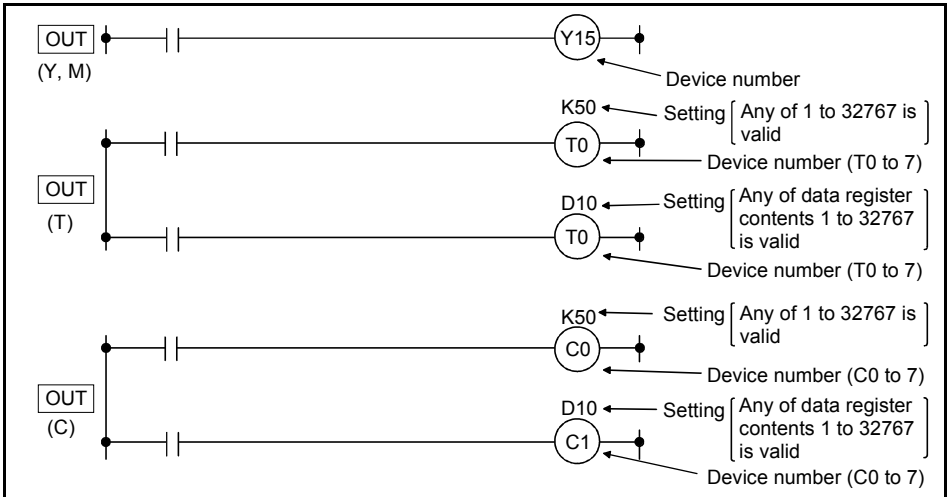 OUT
(Y, M)
Y15
Device number
K50
Setting
Any of 1 to 32767 is
valid
T0
Device number (T0 to 7)
OUT
(T)
D10
Setting
Any of data register
contents 1 to 32767
is valid
T0
Device number (T0 to 7)
K50
Setting
Any of 1 to 32767 is
valid
C0
Device number (C0 to 7)
OUT
(C)
D10
Setting
Any of data register
contents 1 to 32767
is valid
C1
Device number (C0 to 7)